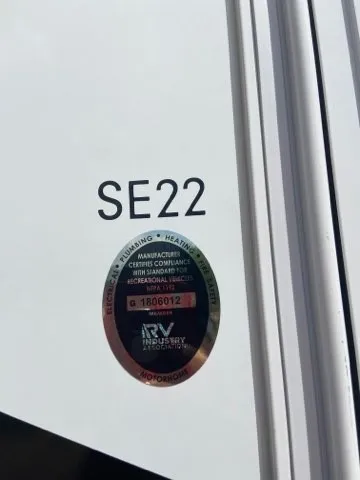 SE22
ELECTRICAL • PLUMBING • HEATING • FIRE SAFETY
MANUFACTURER
CERTIFIES COMPLIANCE
WITH STANDARD FOR
RECREATIONAL VEHICLES
NFPA 1192
G 1806012
RV
INDUSTRY
ASSOCIATION
MOTORHOME